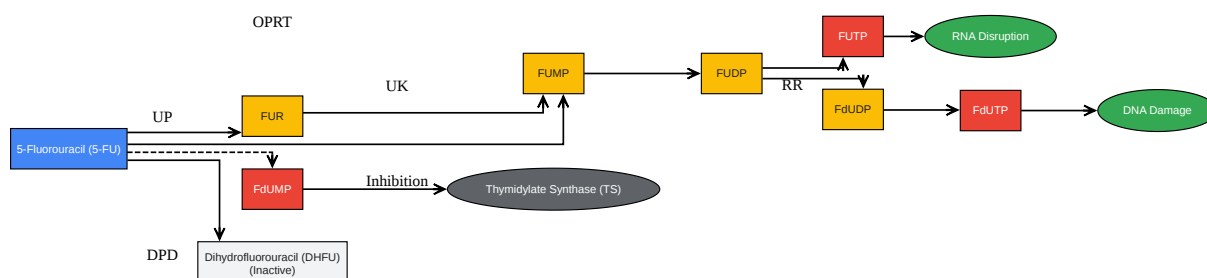 OPRT
FUTP
RNA Disruption
FUMP
FUDP
UK
RR
FUR
FdUDP
FdUTP
DNA Damage
UP
5-Fluorouracil (5-FU)
FdUMP
Inhibition
Thymidylate Synthase (TS)
DPD
Dihydrofluorouracil (DHFU)
(Inactive)